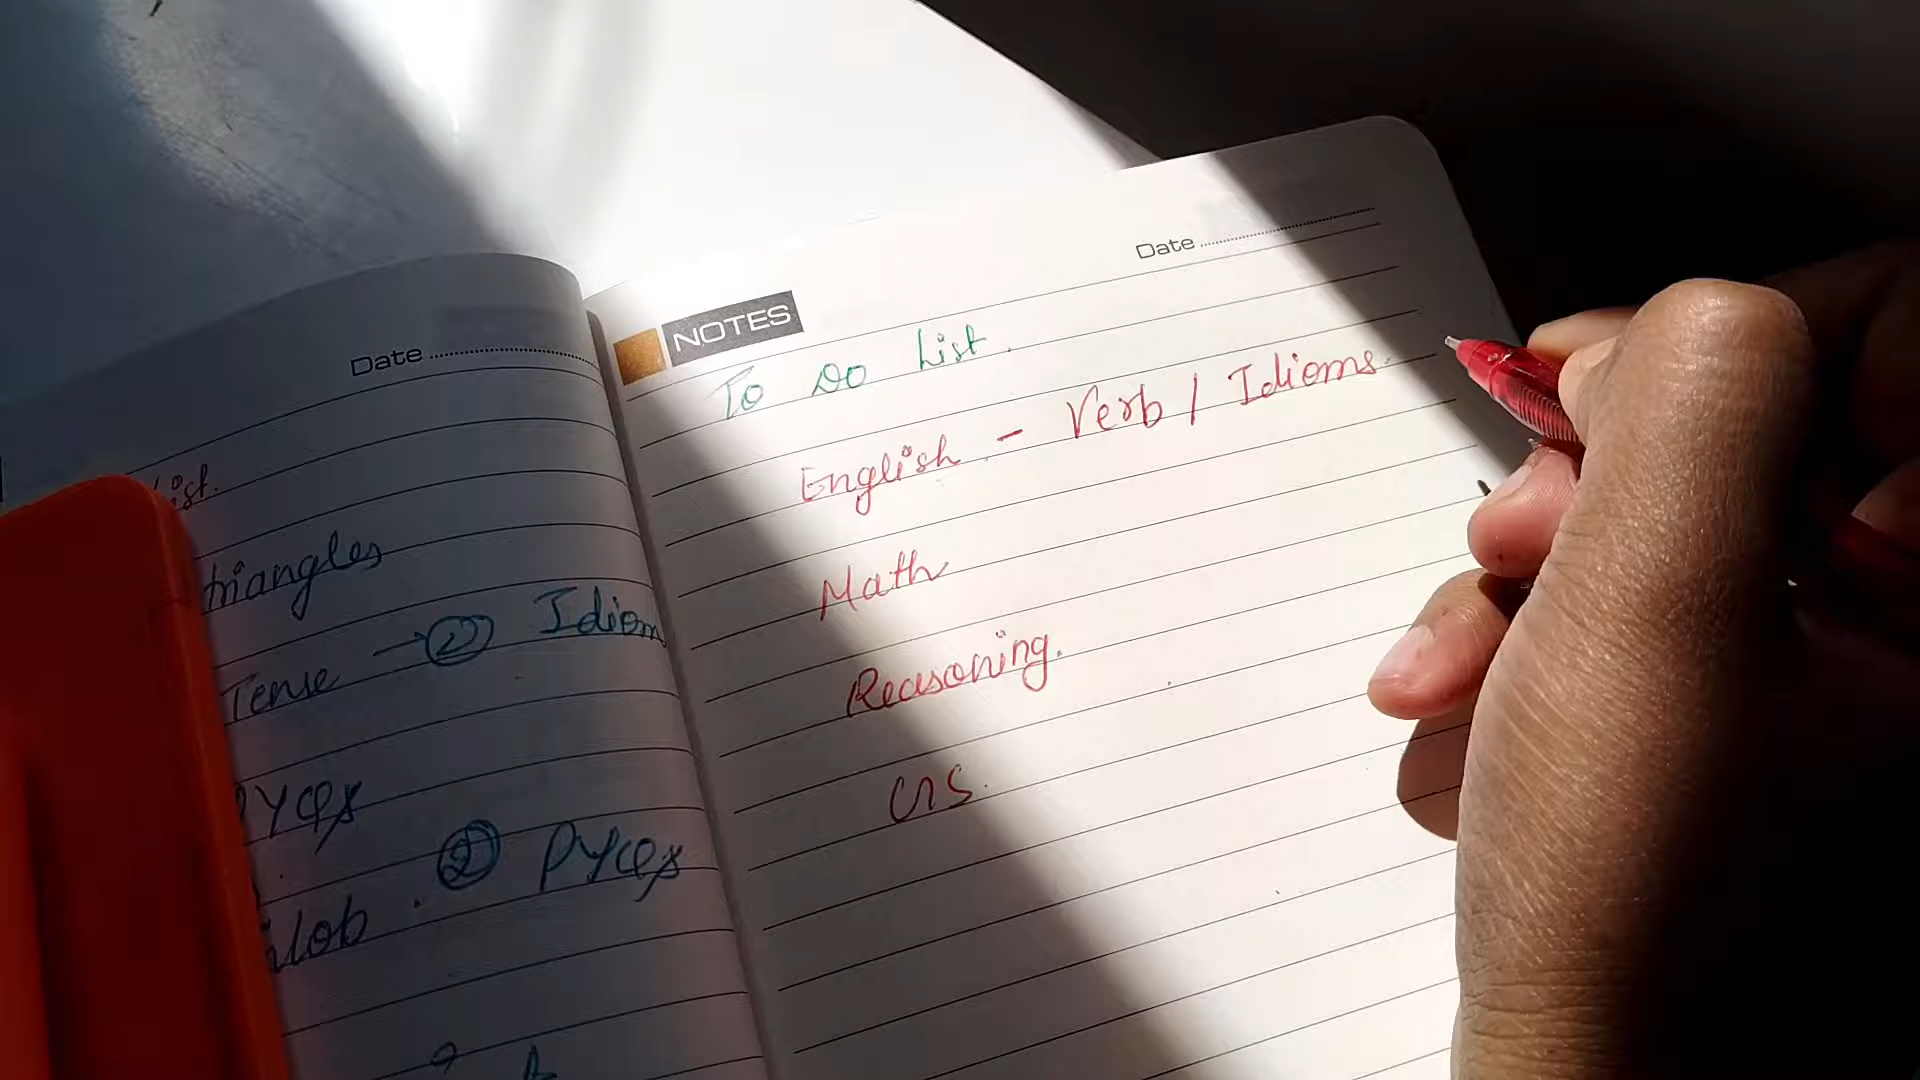 Date
List.
Triangles
Tense → ② Idiom
PYQs
② PYQs
Date
NOTES
To Do List.
English - Verb / Idioms.
Math
Reasoning.
GS.